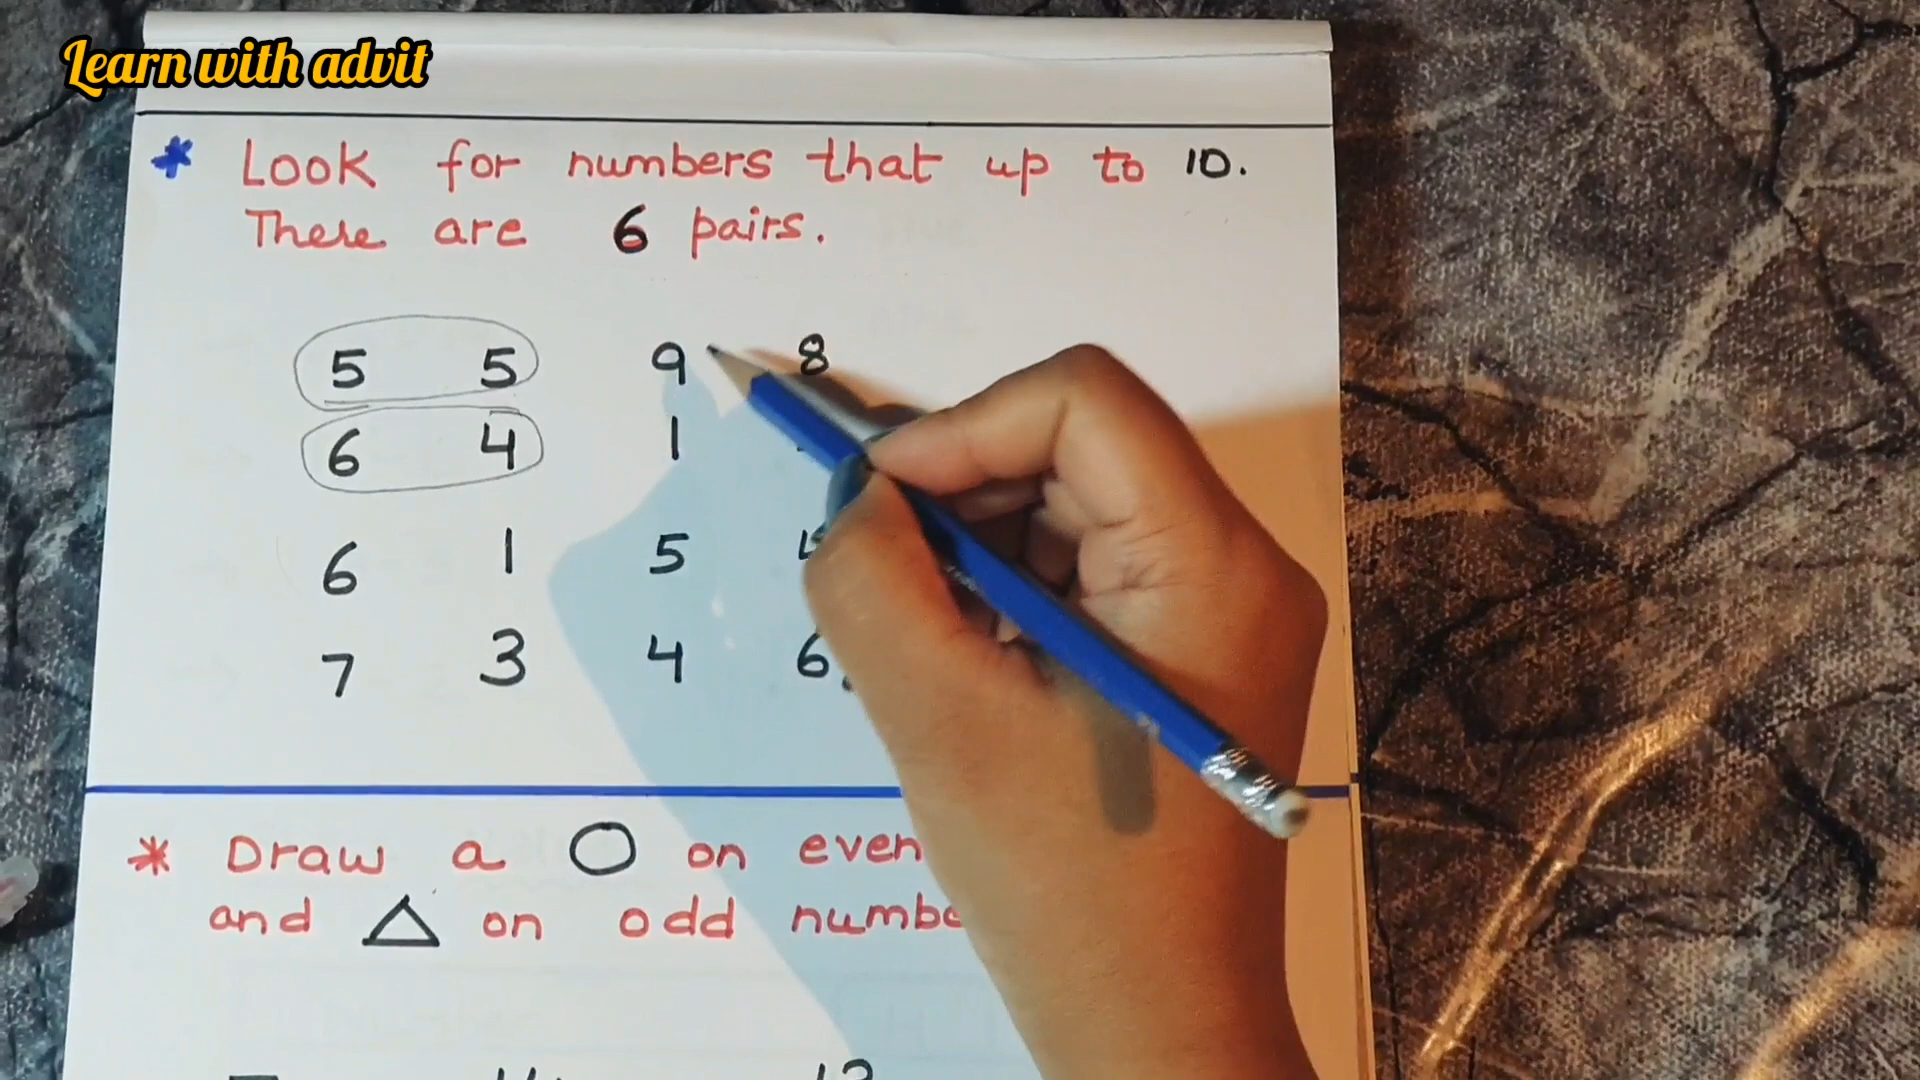 Learn with advit
* Look for numbers that up to 10.
There are 6 pairs.
5 5 9 8
6 4 1
6 1 5
7 3 4 6
* Draw a ○ on even
and △ on odd